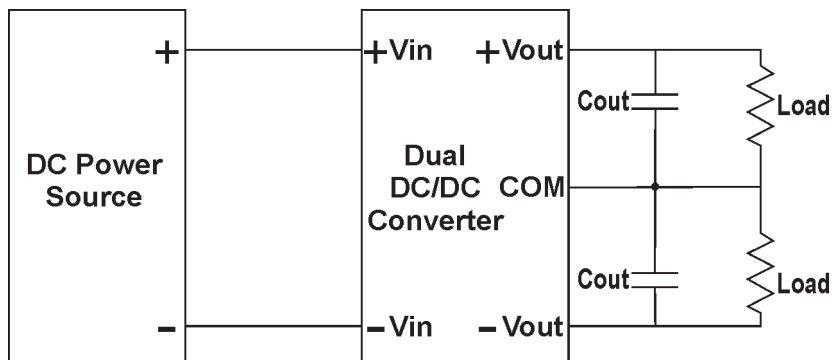 + +Vin +Vout
Cout Load
DC Power
Source
Dual
DC/DC COM
Converter
Cout Load
- -Vin -Vout